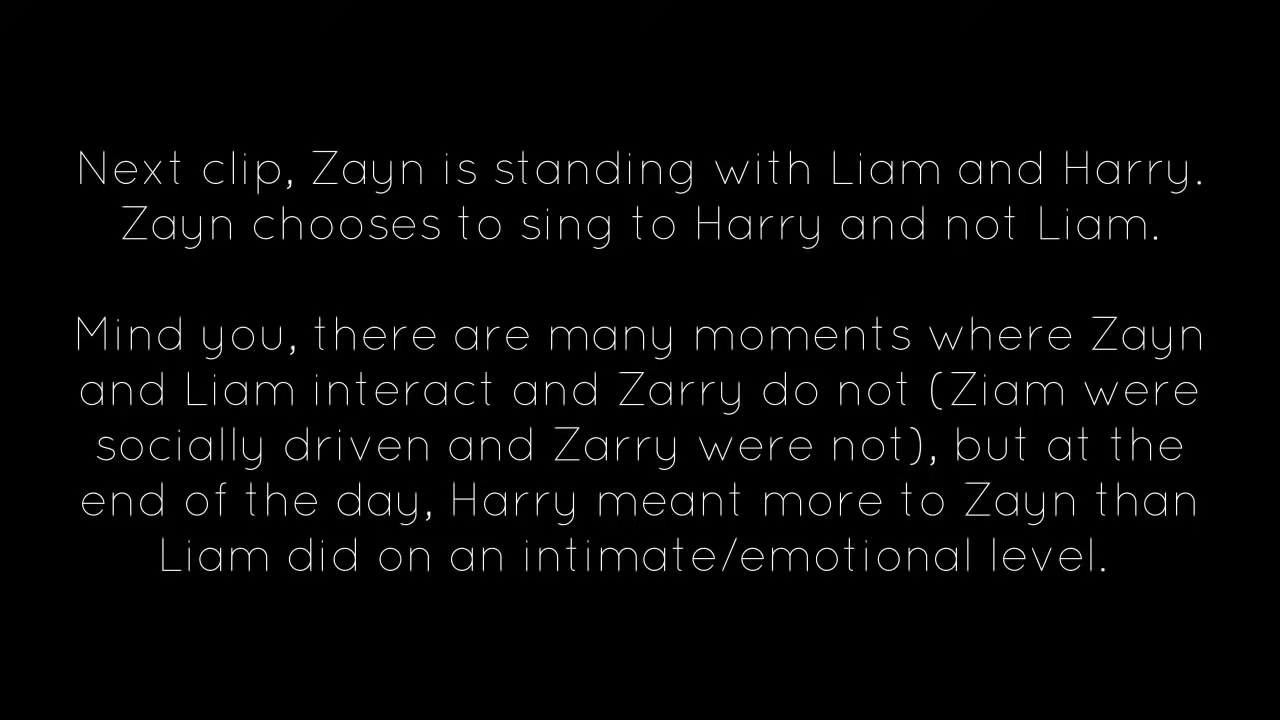 Next clip, Zayn is standing with Liam and Harry.
Zayn chooses to sing to Harry and not Liam.
Mind you, there are many moments where Zayn
and Liam interact and Zarry do not (Ziam were
socially driven and Zarry were not), but at the
end of the day, Harry meant more to Zayn than
Liam did on an intimate/emotional level.